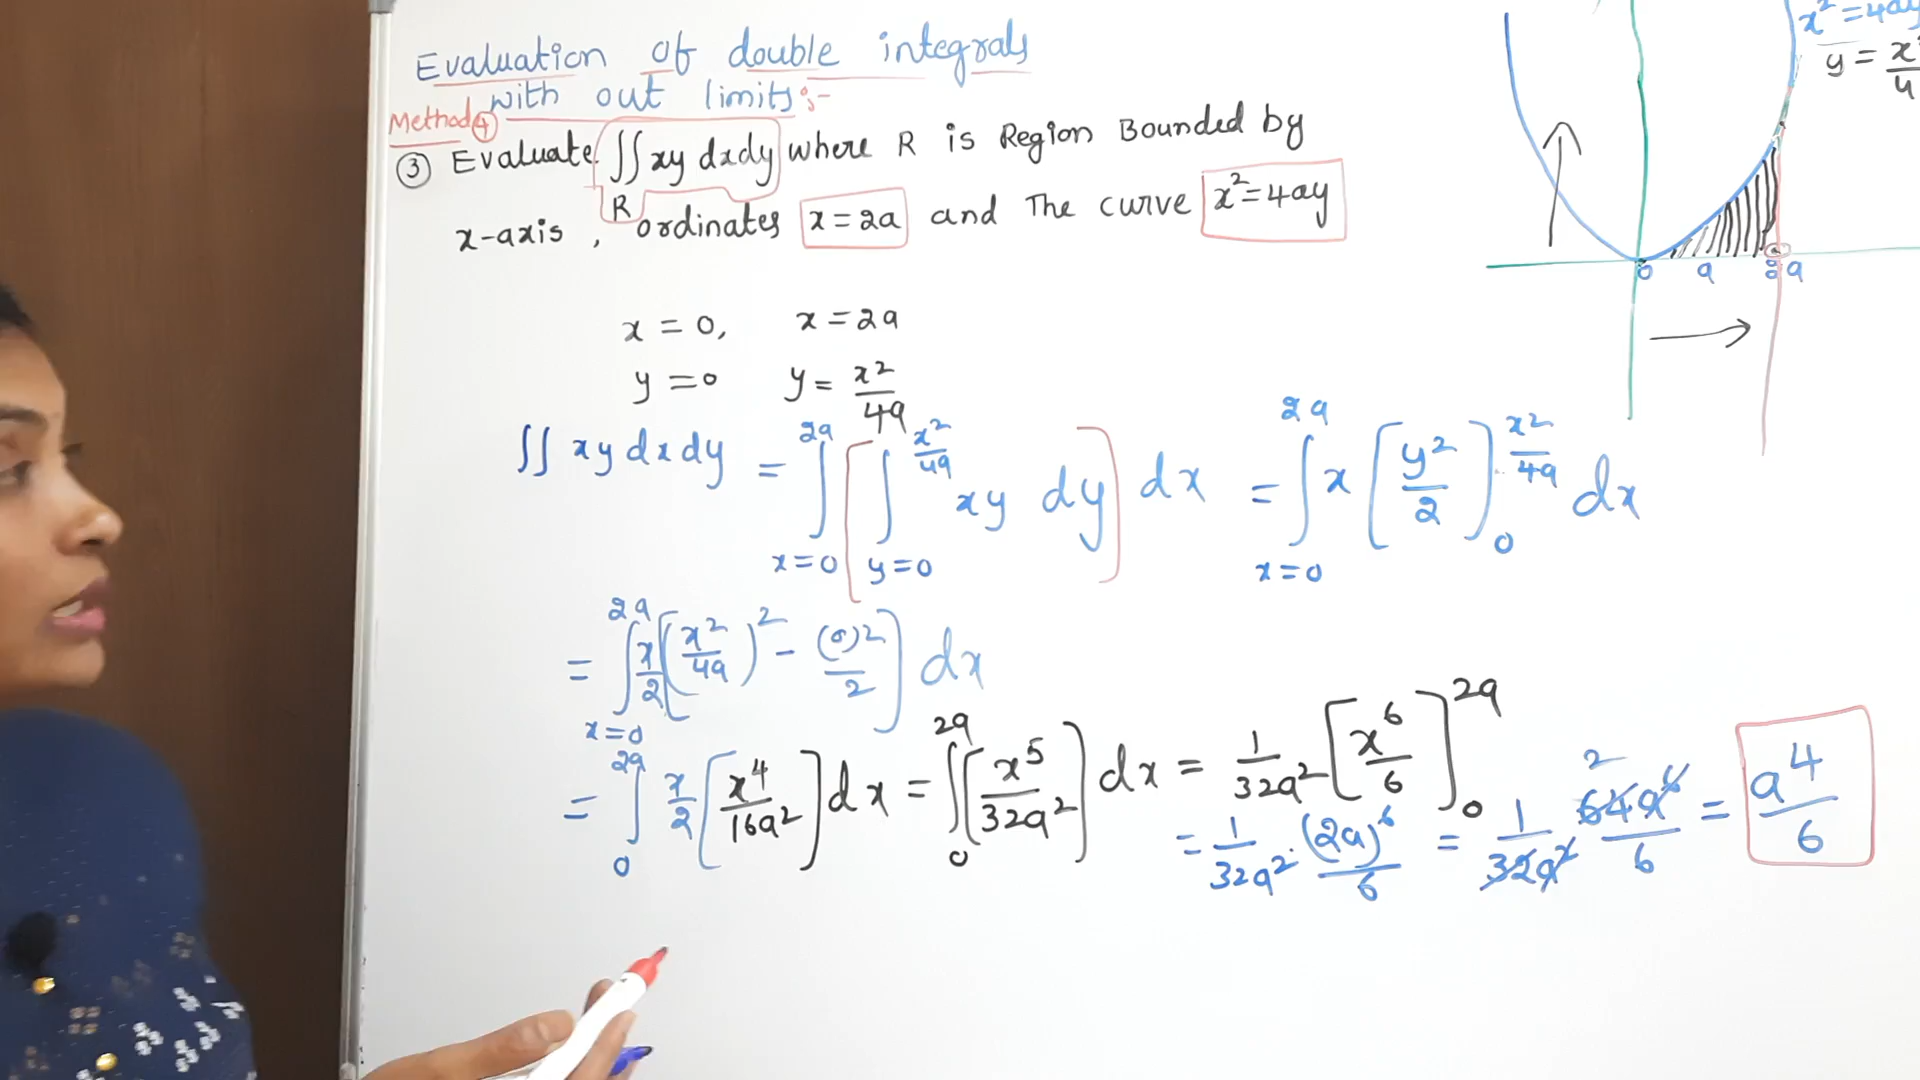 Evaluation of double integrals
with out limits:-
Method ④
③ Evaluate ∬_R xy dxdy where R is Region Bounded by
x-axis, ordinates x = 2a and The curve x² = 4ay
x² = 4ay
y = x²/4
0 a 2a
x = 0, x = 2a
y = 0 y = x²/4a
∬ xy dx dy = ∫_{x=0}^{2a} [ ∫_{y=0}^{x²/4a} xy dy ] dx = ∫_{x=0}^{2a} x [ y²/2 ]_0^{x²/4a} dx
= ∫_{x=0}^{2a} x/2 [ (x²/4a)² - (0)²/2 ] dx
= ∫_0^{2a} x/2 [ x⁴/16a² ] dx = ∫_0^{2a} [ x⁵/32a² ] dx = 1/32a² [ x⁶/6 ]_0^{2a}
= 1/32a² · (2a)⁶/6 = 1/32a² 64a⁶/6 2 4 = a⁴/6